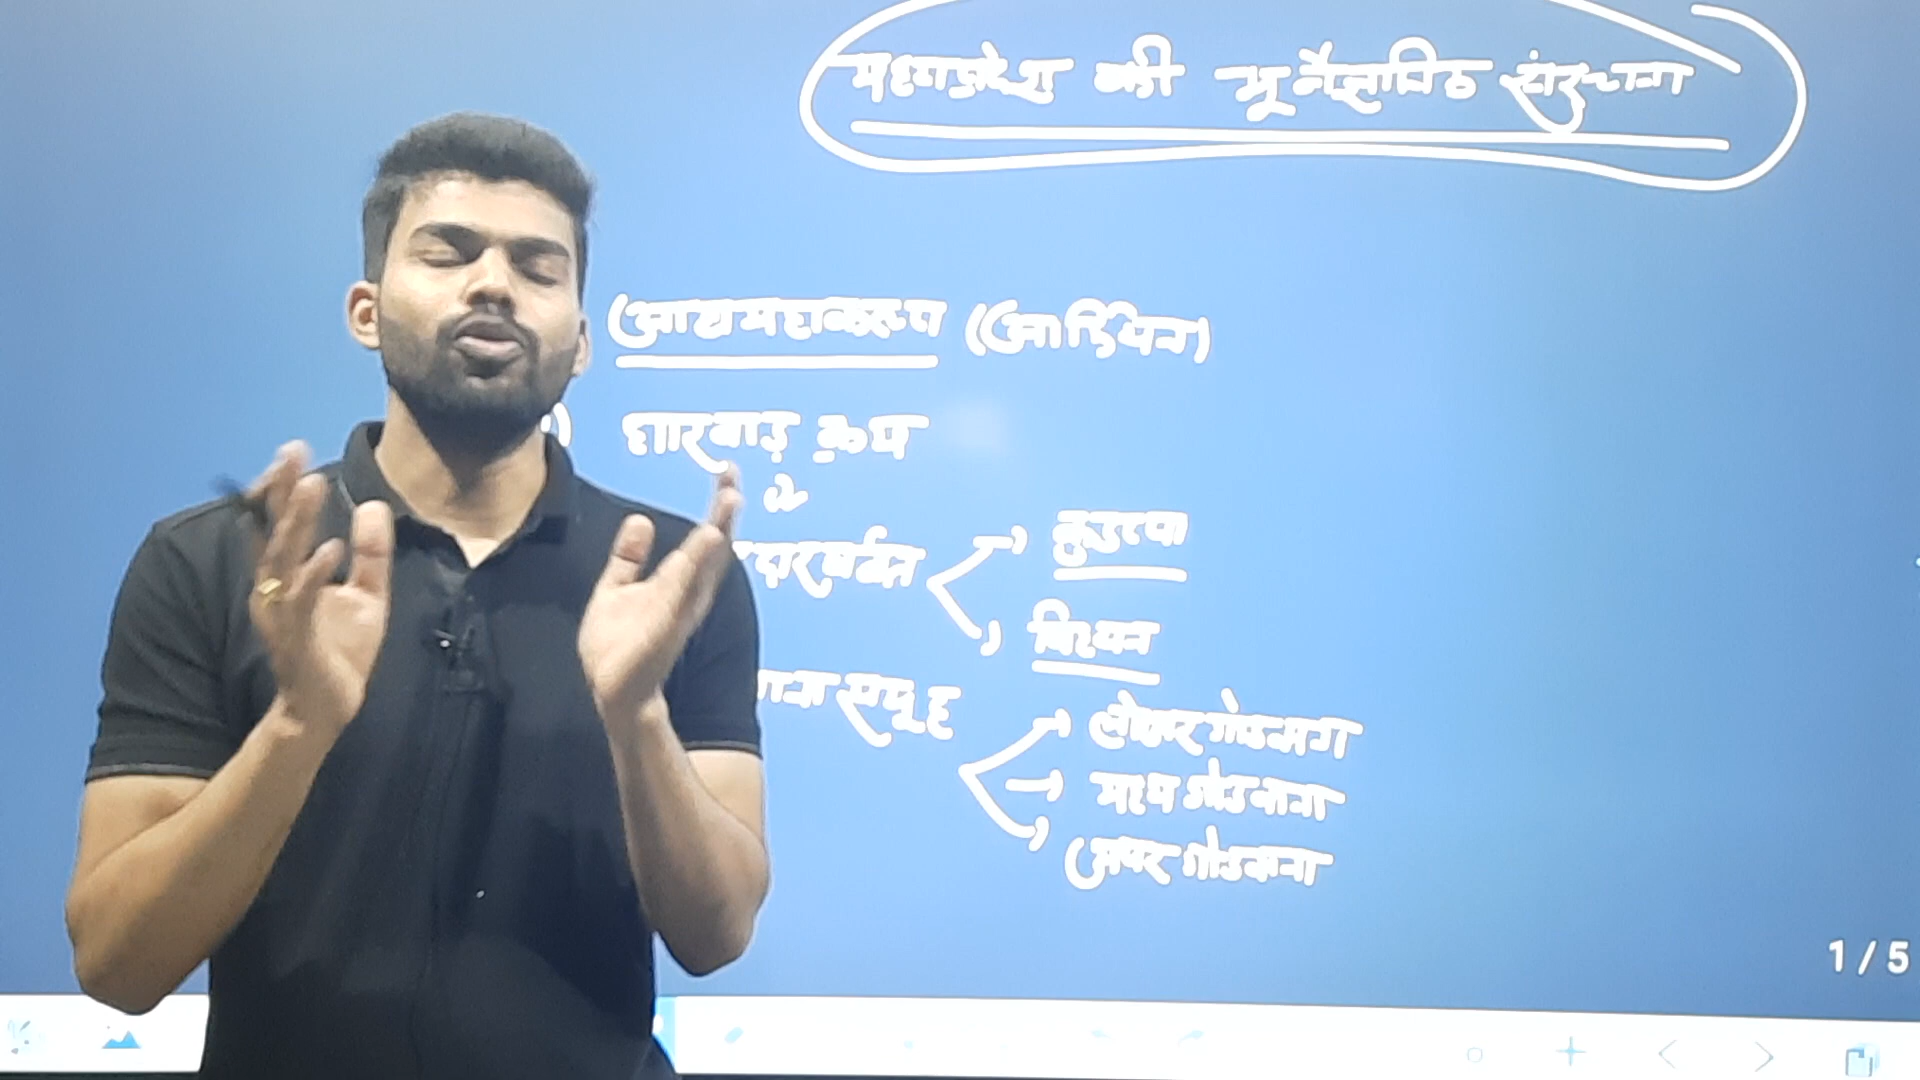 मध्यप्रदेश की भू वैज्ञानिक संरचना
आद्यमहाकल्प (आर्कियन)
धारवाड़ क्रम
के
कुडप्पा
विंध्यन
समूह
लोअर गोंडवाना
मध्य गोंडवाना
अपर गोंडवाना
1 / 5